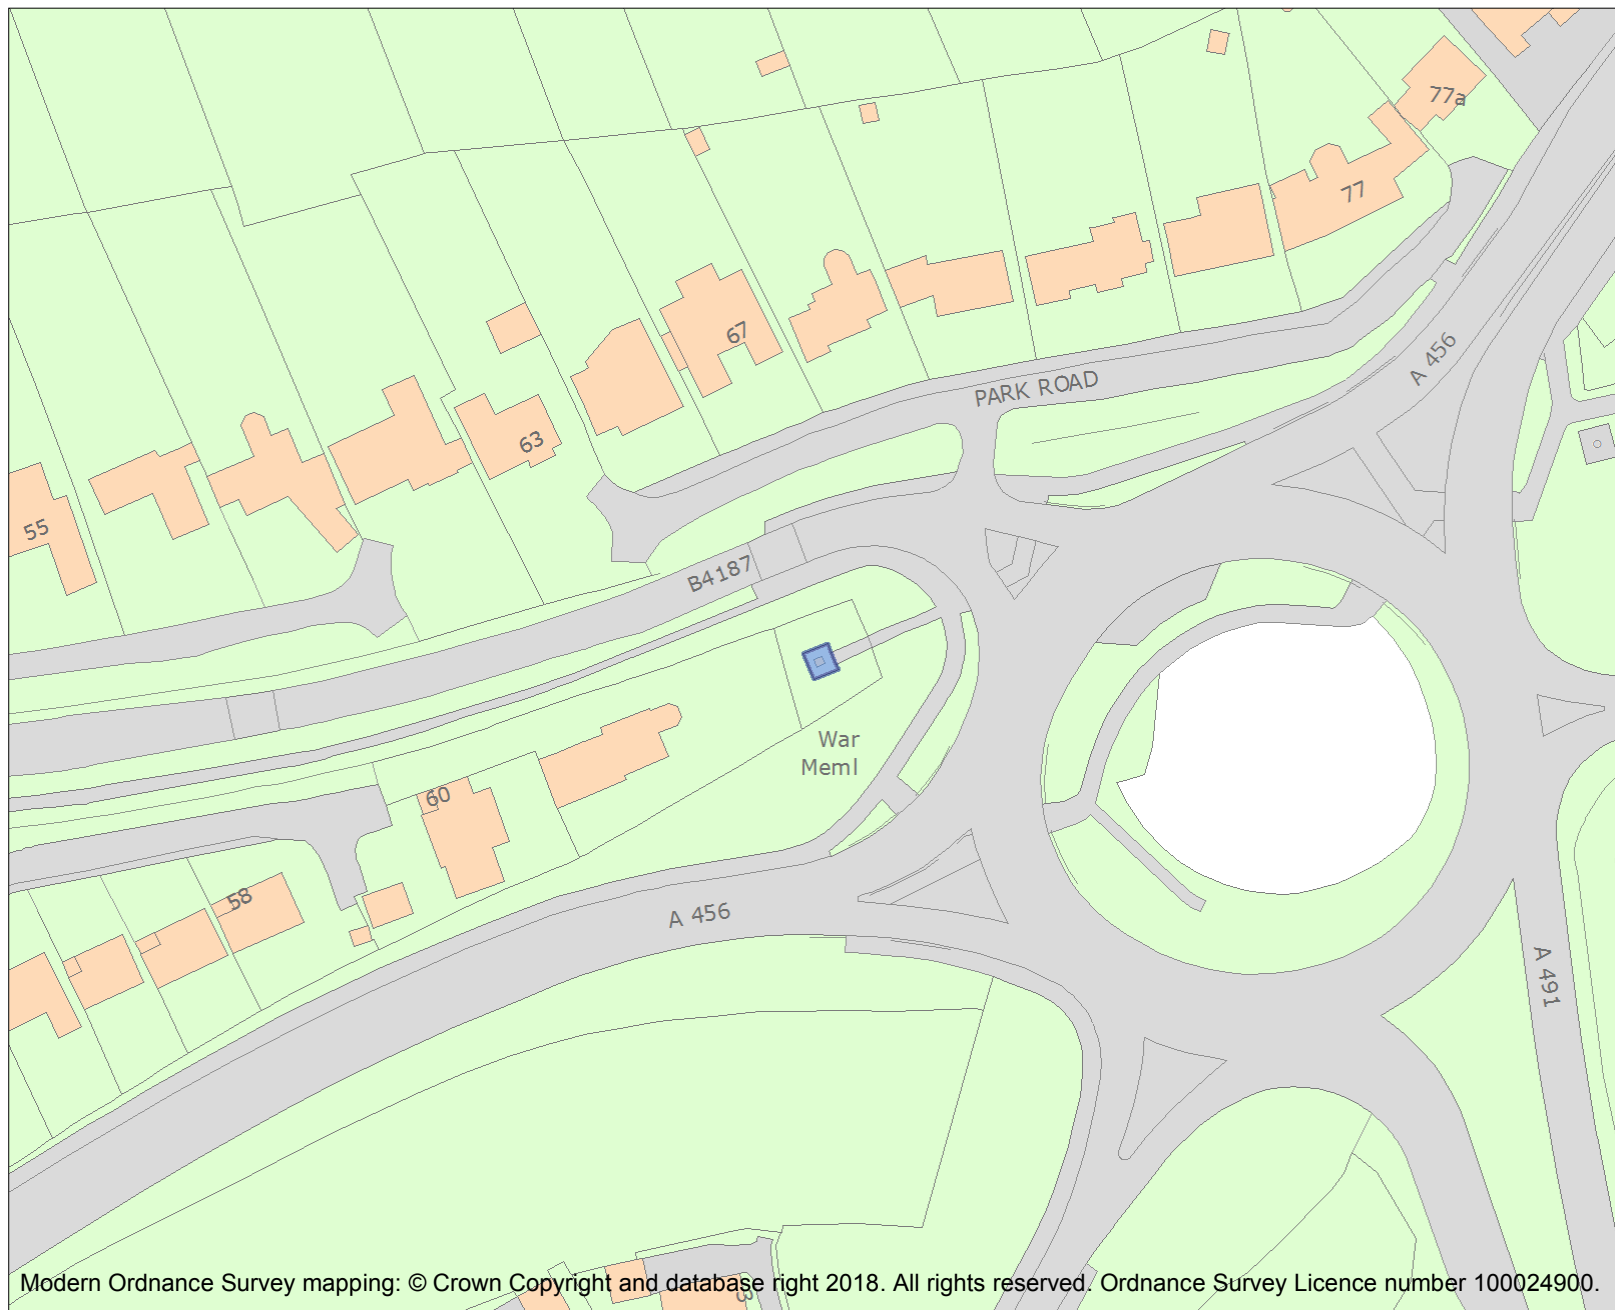 77a
77
67
A 456
PARK ROAD
63
55
B4187
War
Meml
60
58
A 456
A 491
Modern Ordnance Survey mapping: © Crown Copyright and database right 2018. All rights reserved. Ordnance Survey Licence number 100024900.